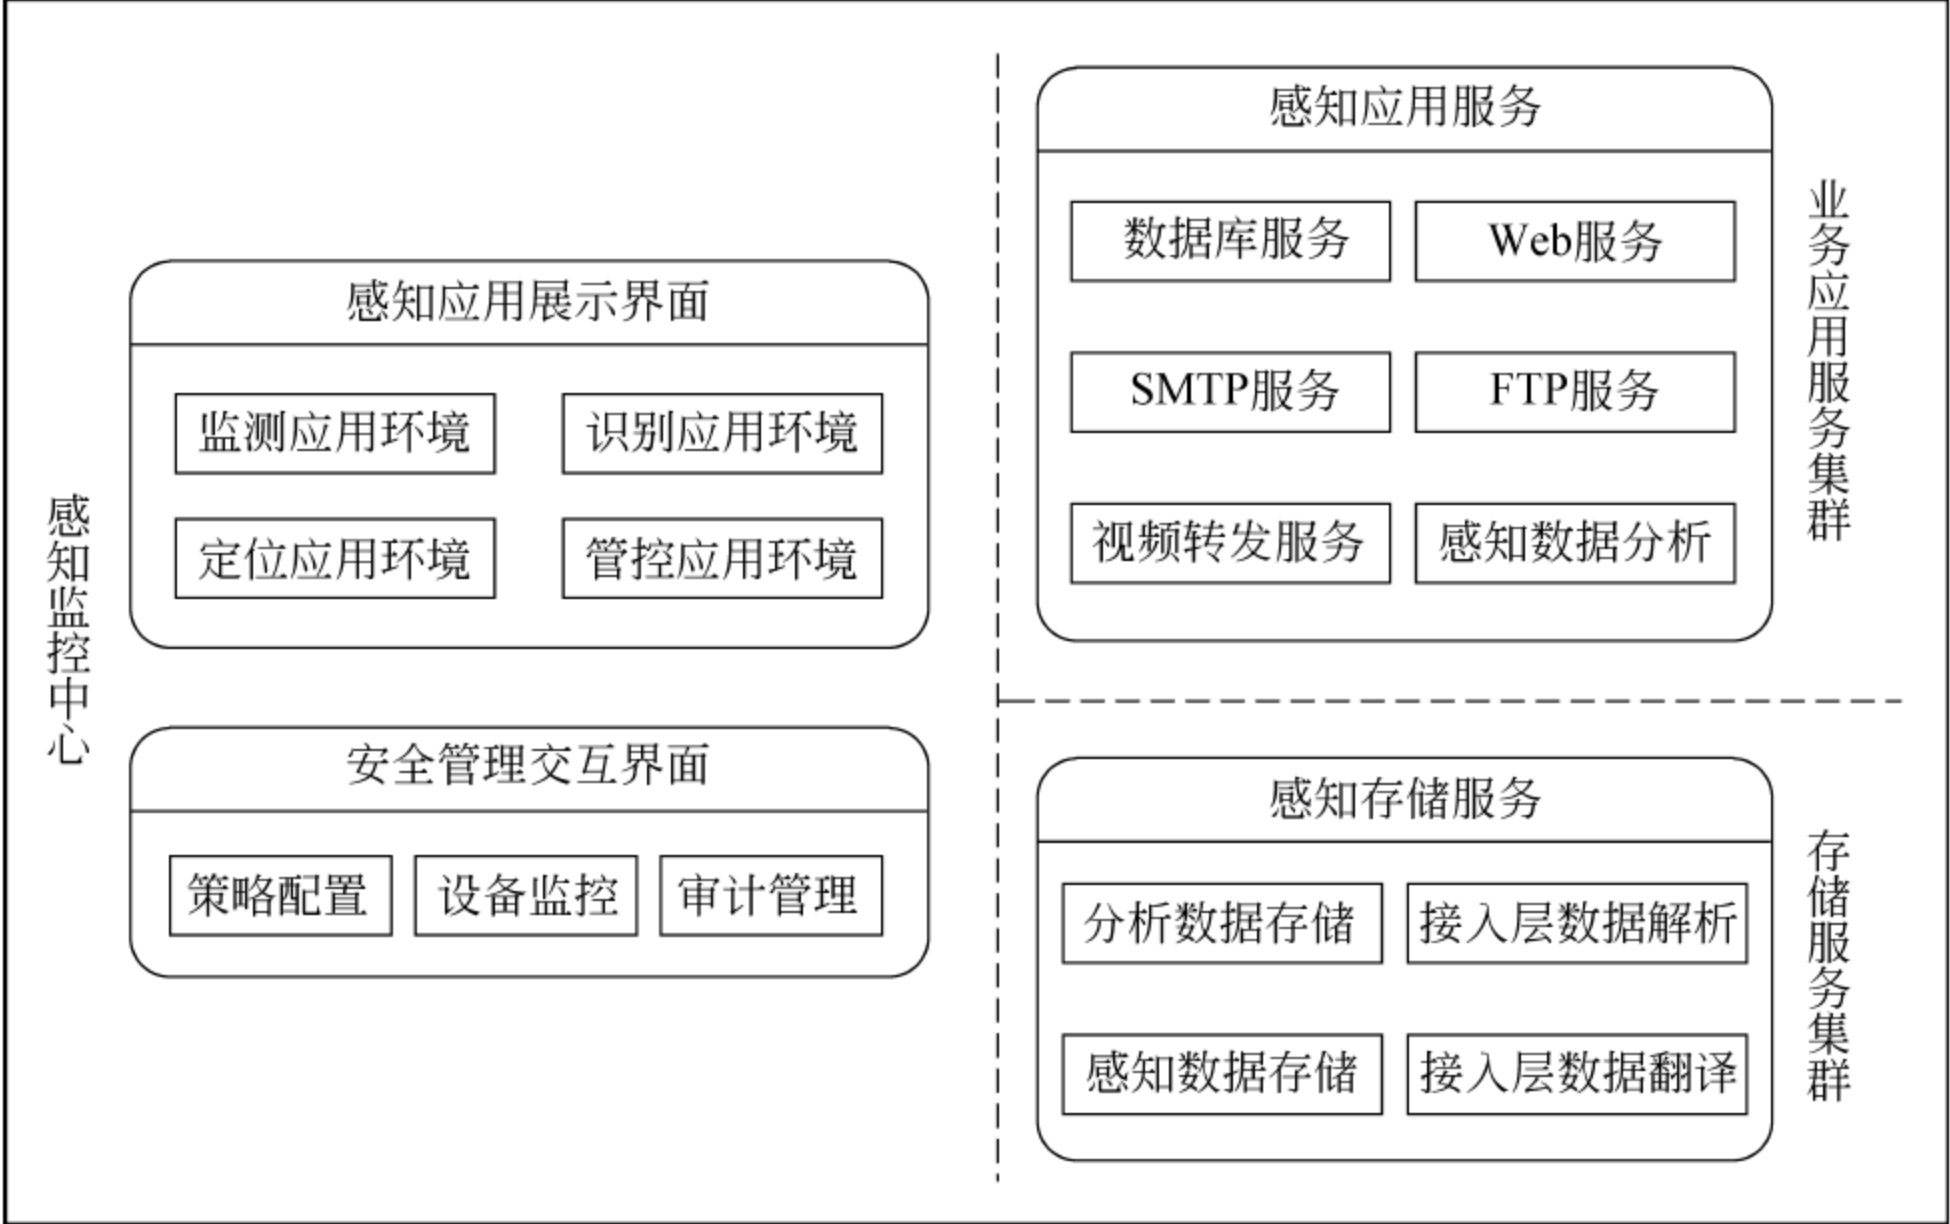 感知监控中心
感知应用展示界面
监测应用环境
识别应用环境
定位应用环境
管控应用环境
安全管理交互界面
策略配置
设备监控
审计管理
感知应用服务
数据库服务
Web服务
SMTP服务
FTP服务
视频转发服务
感知数据分析
业务应用服务集群
感知存储服务
分析数据存储
接入层数据解析
感知数据存储
接入层数据翻译
存储服务集群